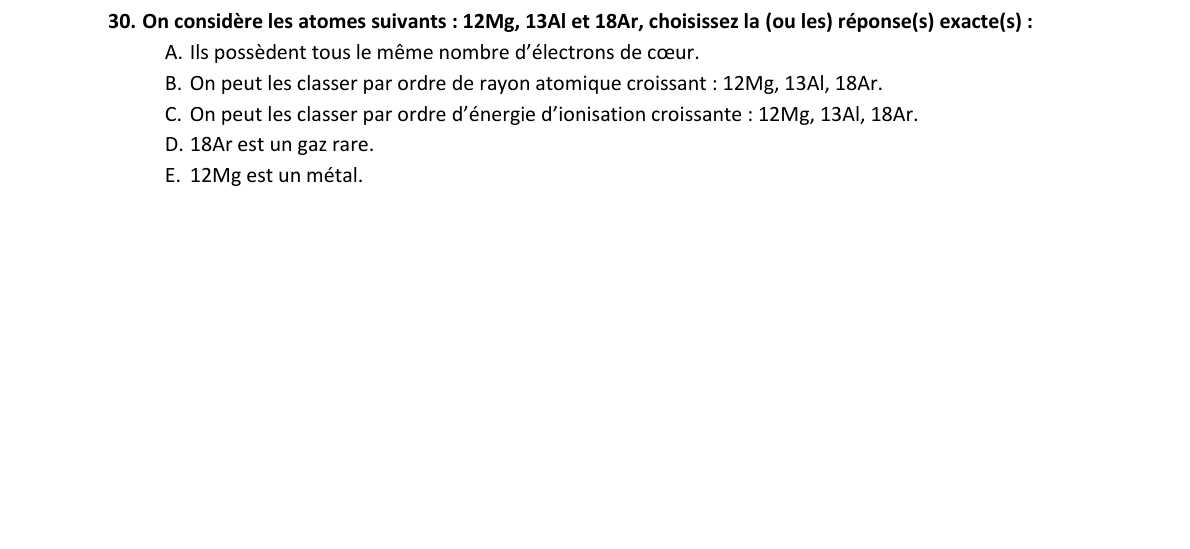 30. On considère les atomes suivants : 12Mg, 13Al et 18Ar, choisissez la (ou les) réponse(s) exacte(s) :
A. Ils possèdent tous le même nombre d’électrons de cœur.
B. On peut les classer par ordre de rayon atomique croissant : 12Mg, 13Al, 18Ar.
C. On peut les classer par ordre d’énergie d’ionisation croissante : 12Mg, 13Al, 18Ar.
D. 18Ar est un gaz rare.
E. 12Mg est un métal.